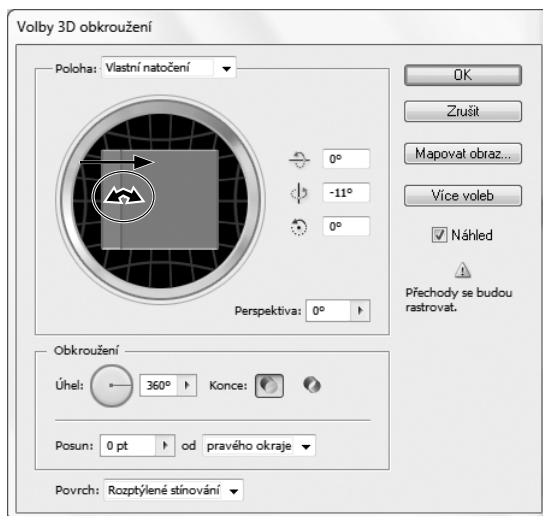 Volby 3D obkroužení
Poloha: Vlastní natočení
OK
Zrušit
Mapovat obraz...
Více voleb
Náhled
Přechody se budou
rastrovat.
0°
-11°
0°
Perspektiva: 0°
Obkroužení
Úhel: 360° Konce:
Posun: 0 pt od pravého okraje
Povrch: Rozptýlené stínování